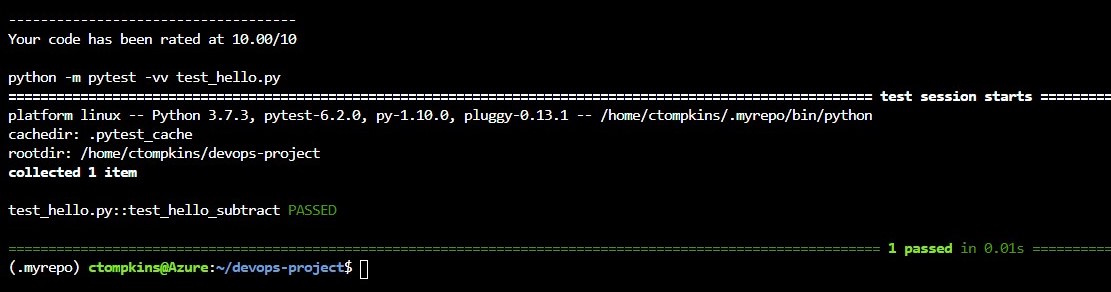 ------------------------------------
Your code has been rated at 10.00/10
python -m pytest -vv test_hello.py
============================================================================================================ test session starts =========
platform linux -- Python 3.7.3, pytest-6.2.0, py-1.10.0, pluggy-0.13.1 -- /home/ctompkins/.myrepo/bin/python
cachedir: .pytest_cache
rootdir: /home/ctompkins/devops-project
collected 1 item
test_hello.py::test_hello_subtract PASSED
============================================================================================================= 1 passed in 0.01s ==========
(.myrepo) ctompkins@Azure:~/devops-project$